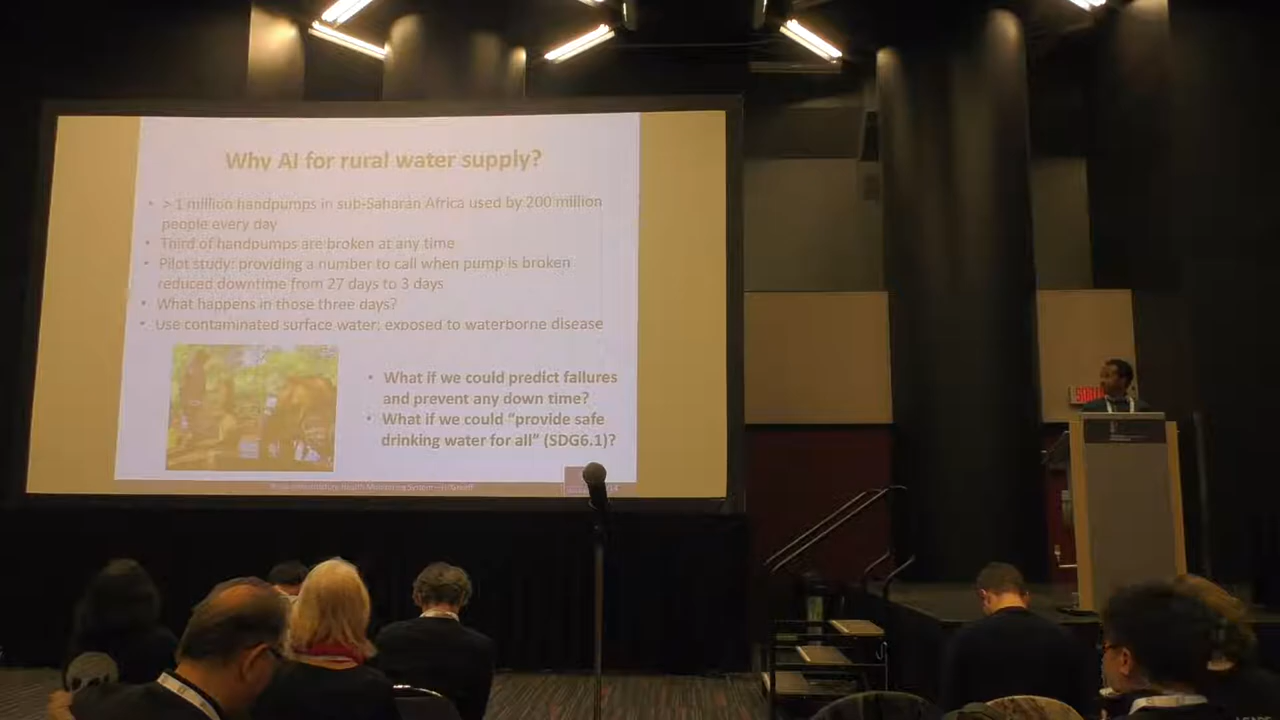 Why AI for rural water supply?
• > 1 million handpumps in sub-Saharan Africa used by 200 million
people every day
• Third of handpumps are broken at any time
• Pilot study: providing a number to call when pump is broken
reduced downtime from 27 days to 3 days
• What happens in those three days?
• Use contaminated surface water: exposed to waterborne disease
• What if we could predict failures
and prevent any down time?
• What if we could “provide safe
drinking water for all” (SDG6.1)?